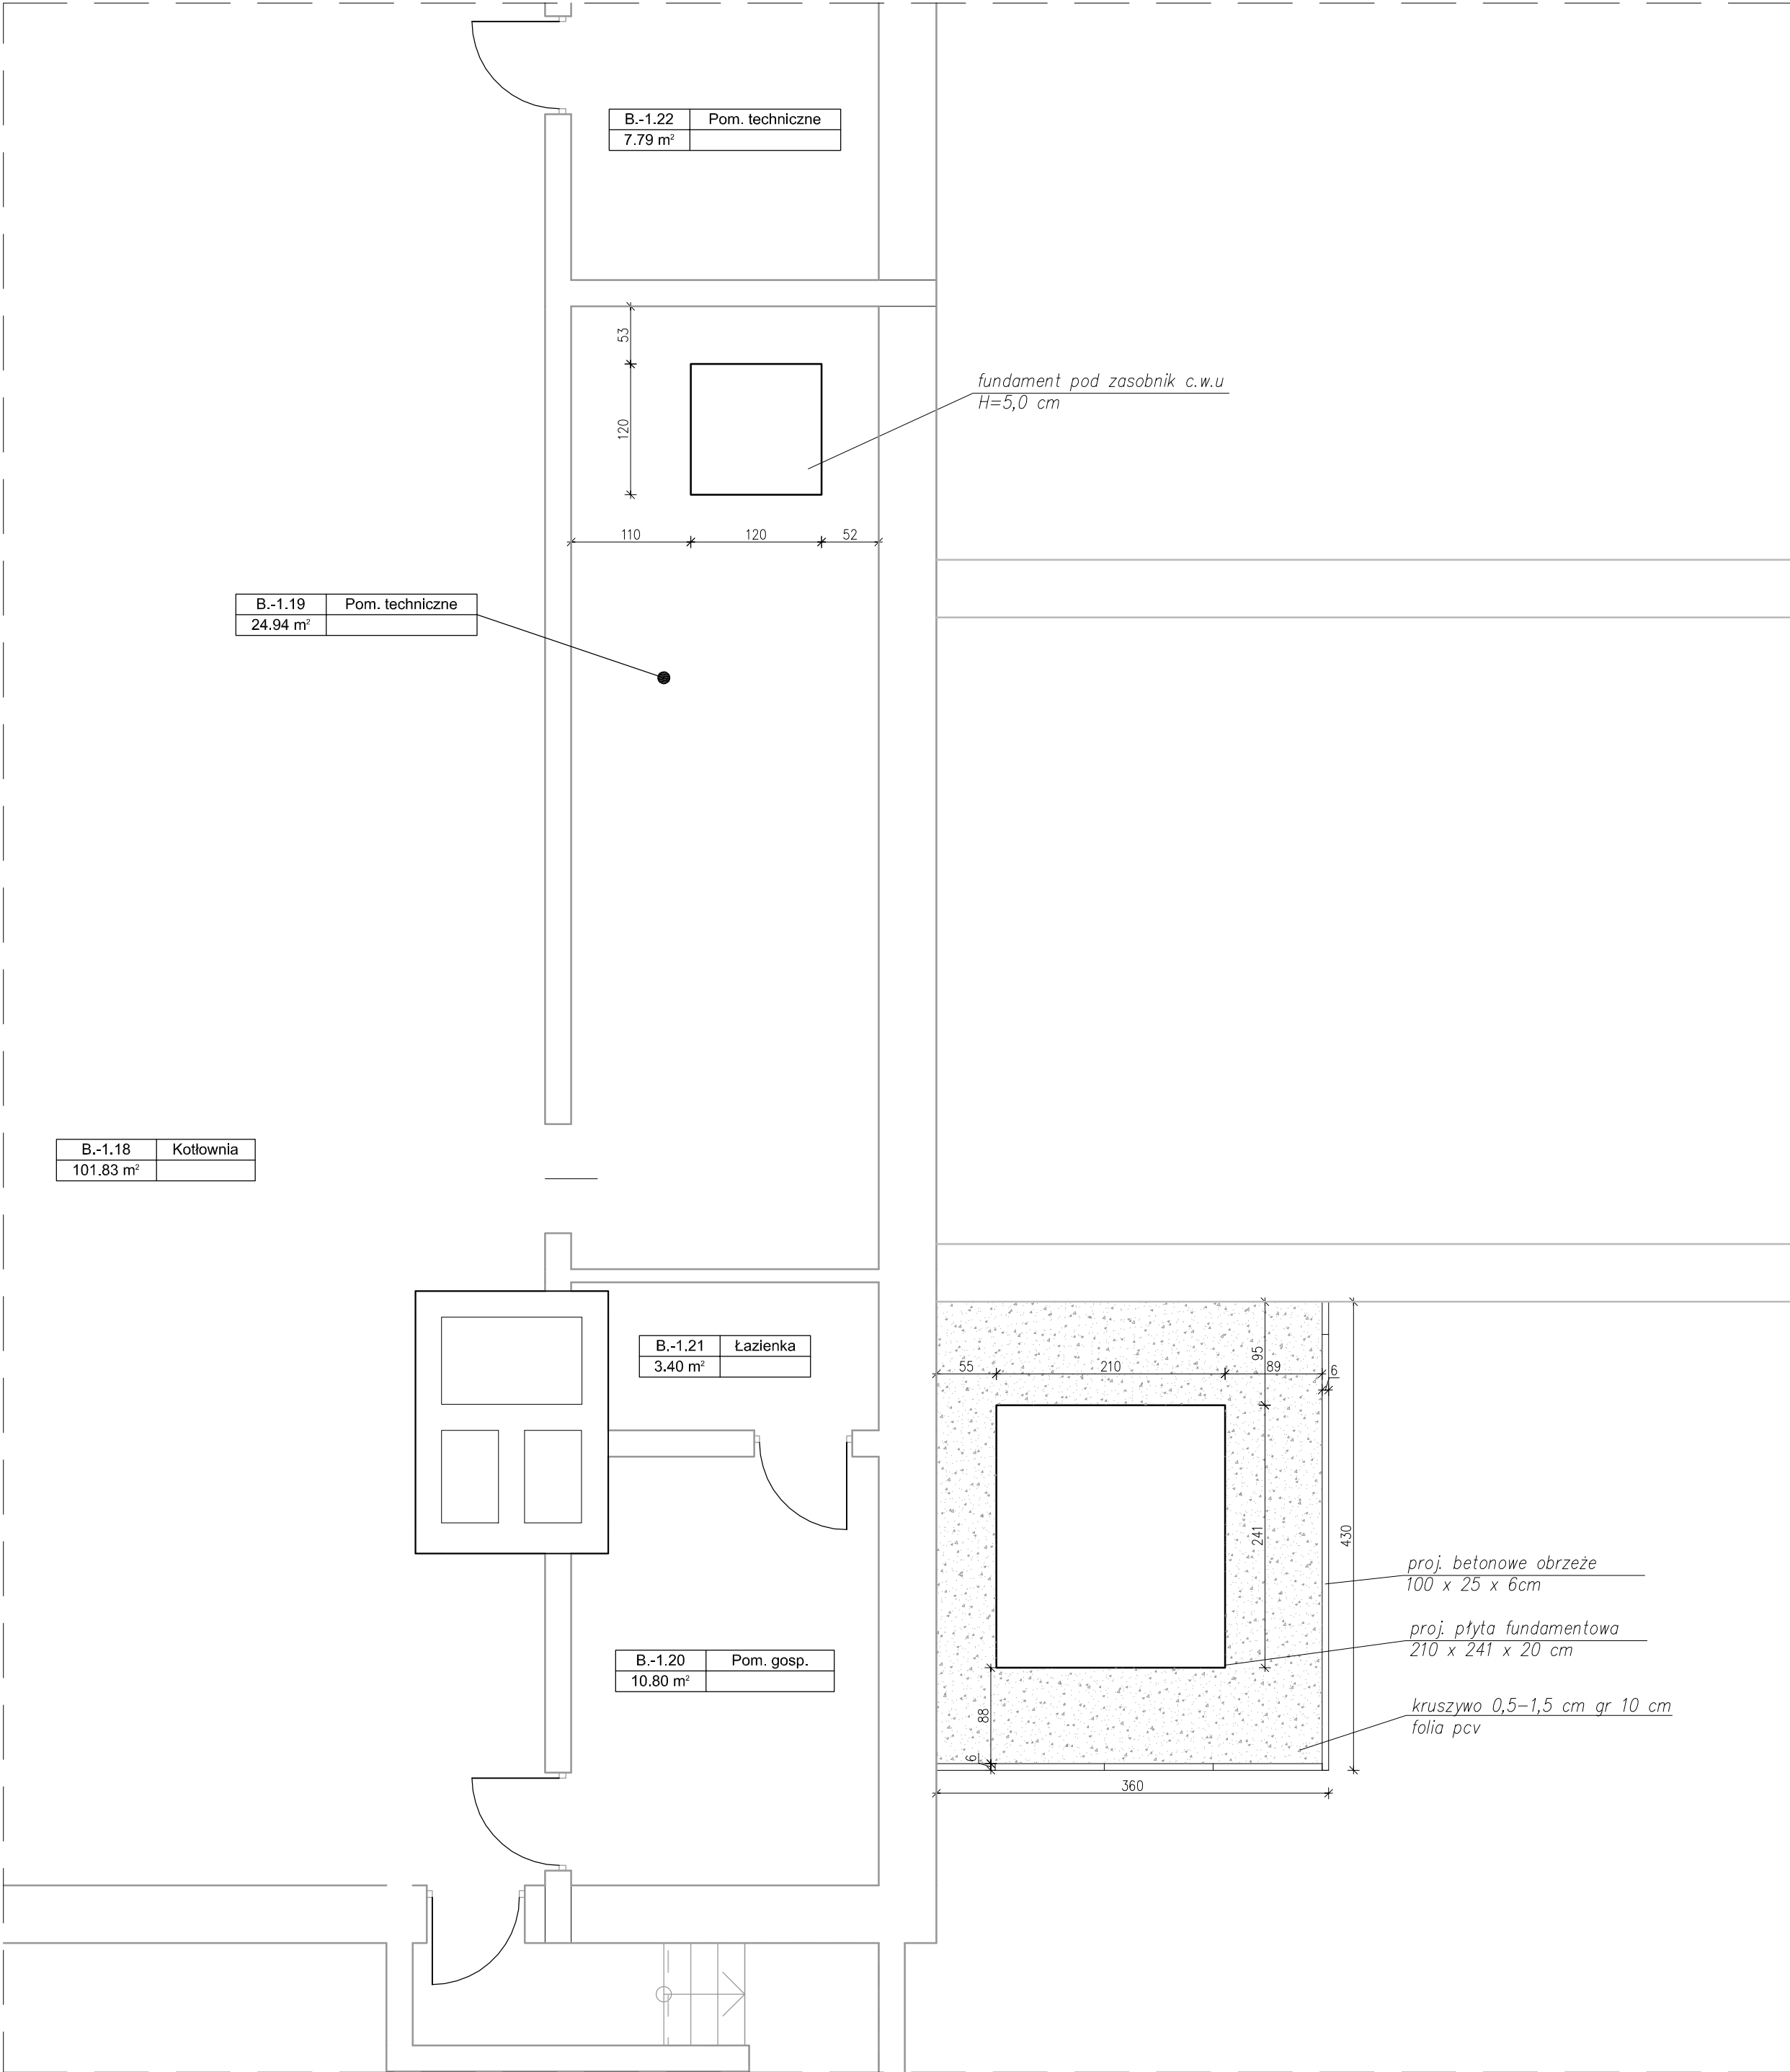 B.-1.22 Pom. techniczne
7.79 m²
53
120
fundament pod zasobnik c.w.u
H=5,0 cm
110 120 52
B.-1.19 Pom. techniczne
24.94 m²
B.-1.18 Kotłownia
101.83 m²
B.-1.21 Łazienka
3.40 m²
95
55 210 89 6
241
430
proj. betonowe obrzeże
100 x 25 x 6cm
proj. płyta fundamentowa
210 x 241 x 20 cm
B.-1.20 Pom. gosp.
10.80 m²
kruszywo 0,5-1,5 cm gr 10 cm
folia pcv
88
6
360